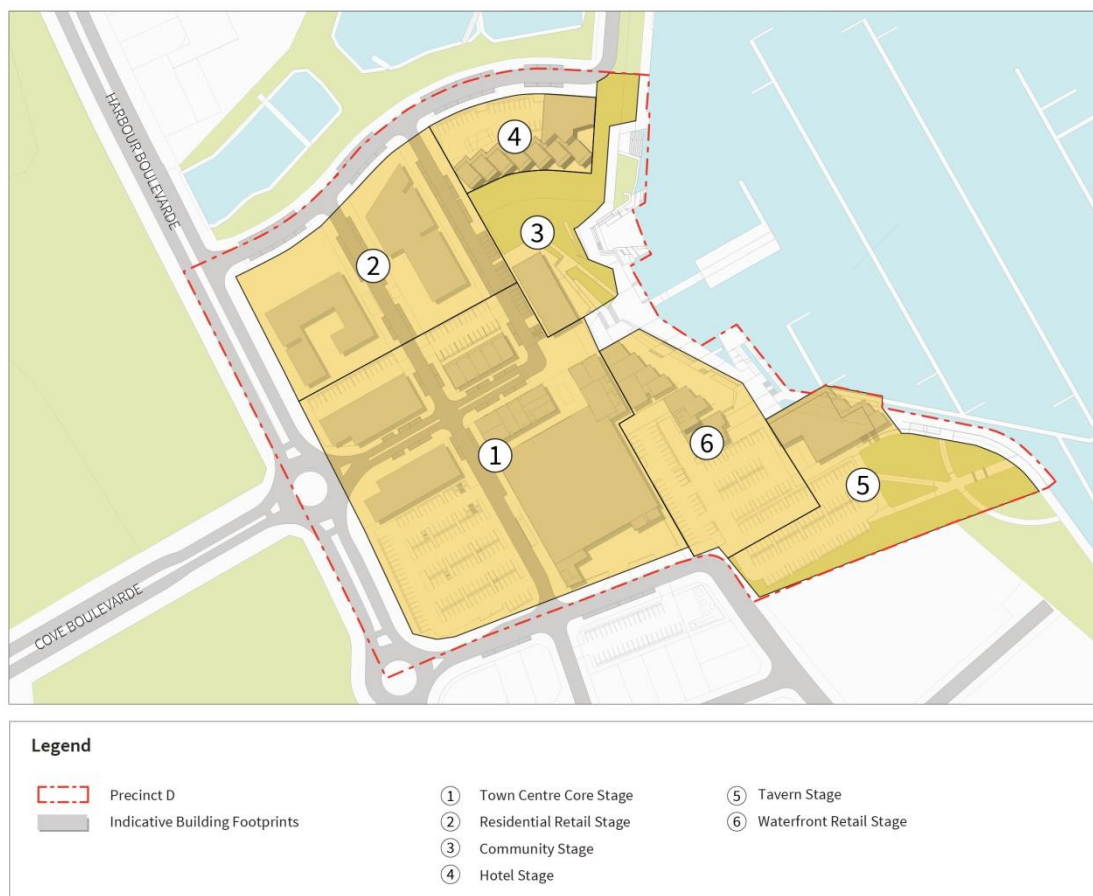 HARBOUR BOULEVARDE
COVE BOULEVARDE
4
3
2
1
6
5
Legend
Precinct D
Indicative Building Footprints
1 Town Centre Core Stage
2 Residential Retail Stage
3 Community Stage
4 Hotel Stage
5 Tavern Stage
6 Waterfront Retail Stage